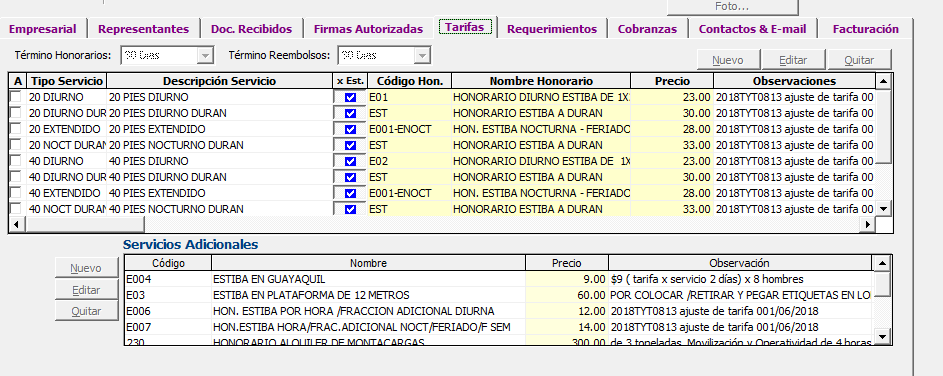 Foto...
Empresarial Representantes Doc. Recibidos Firmas Autorizadas Tarifas Requerimientos Cobranzas Contactos & E-mail Facturación
Término Honorarios: 30 Dias Término Reembolsos: 30 Dias Nuevo Editar Quitar
A Tipo Servicio Descripción Servicio x Est. Código Hon. Nombre Honorario Precio Observaciones
20 DIURNO 20 PIES DIURNO E01 HONORARIO DIURNO ESTIBA DE 1X 23.00 2018TYT0813 ajuste de tarifa 00
20 DIURNO DUR 20 PIES DIURNO DURAN EST HONORARIO ESTIBA A DURAN 30.00 2018TYT0813 ajuste de tarifa 00
20 EXTENDIDO 20 PIES EXTENDIDO E001-ENOCT HON. ESTIBA NOCTURNA - FERIADO 28.00 2018TYT0813 ajuste de tarifa 00
20 NOCT DURAN 20 PIES NOCTURNO DURAN EST HONORARIO ESTIBA A DURAN 33.00 2018TYT0813 ajuste de tarifa 00
40 DIURNO 40 PIES DIURNO E02 HONORARIO DIURNO ESTIBA DE 1X 23.00 2018TYT0813 ajuste de tarifa 00
40 DIURNO DUR 40 PIES DIURNO DURAN EST HONORARIO ESTIBA A DURAN 30.00 2018TYT0813 ajuste de tarifa 00
40 EXTENDIDO 40 PIES EXTENDIDO E001-ENOCT HON. ESTIBA NOCTURNA - FERIADO 28.00 2018TYT0813 ajuste de tarifa 00
40 NOCT DURAN 40 PIES NOCTURNO DURAN EST HONORARIO ESTIBA A DURAN 33.00 2018TYT0813 ajuste de tarifa 00
Servicios Adicionales
Nuevo Código Nombre Precio Observación
E004 ESTIBA EN GUAYAQUIL 9.00 $9 ( tarifa x servicio 2 días) x 8 hombres
Editar E03 ESTIBA EN PLATAFORMA DE 12 METROS 60.00 POR COLOCAR /RETIRAR Y PEGAR ETIQUETAS EN LO
Quitar E006 HON. ESTIBA POR HORA /FRACCION ADICIONAL DIURNA 12.00 2018TYT0813 ajuste de tarifa 001/06/2018
E007 HON.ESTIBA HORA/FRAC.ADICIONAL NOCT/FERIADO/F SEM 14.00 2018TYT0813 ajuste de tarifa 001/06/2018
230 HONORARIO ALQUILER DE MONTACARGAS 300.00 de 3 toneladas. Movilización y Operatividad de 4 horas